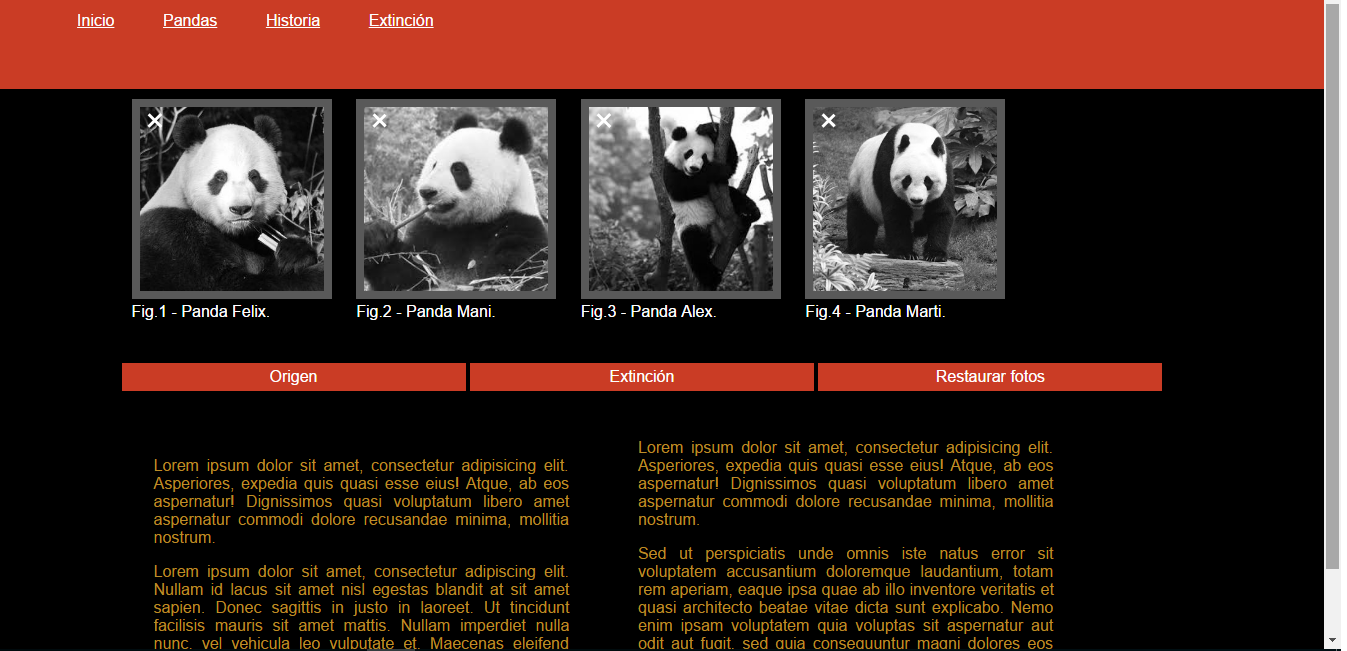 Inicio Pandas Historia Extinción
Fig.1 - Panda Felix. Fig.2 - Panda Mani. Fig.3 - Panda Alex. Fig.4 - Panda Marti.
Origen Extinción Restaurar fotos
Lorem ipsum dolor sit amet, consectetur adipisicing elit.
Asperiores, expedia quis quasi esse eius! Atque, ab eos
aspernatur! Dignissimos quasi voluptatum libero amet
aspernatur commodi dolore recusandae minima, mollitia
nostrum.
Lorem ipsum dolor sit amet, consectetur adipiscing elit.
Nullam id lacus sit amet nisl egestas blandit at sit amet
sapien. Donec sagittis in justo in laoreet. Ut tincidunt
facilisis mauris sit amet mattis. Nullam imperdiet nulla
nunc, vel vehicula leo vulputate et. Maecenas eleifend
Lorem ipsum dolor sit amet, consectetur adipisicing elit.
Asperiores, expedia quis quasi esse eius! Atque, ab eos
aspernatur! Dignissimos quasi voluptatum libero amet
aspernatur commodi dolore recusandae minima, mollitia
nostrum.
Sed ut perspiciatis unde omnis iste natus error sit
voluptatem accusantium doloremque laudantium, totam
rem aperiam, eaque ipsa quae ab illo inventore veritatis et
quasi architecto beatae vitae dicta sunt explicabo. Nemo
enim ipsam voluptatem quia voluptas sit aspernatur aut
odit aut fugit, sed quia consequuntur magni dolores eos